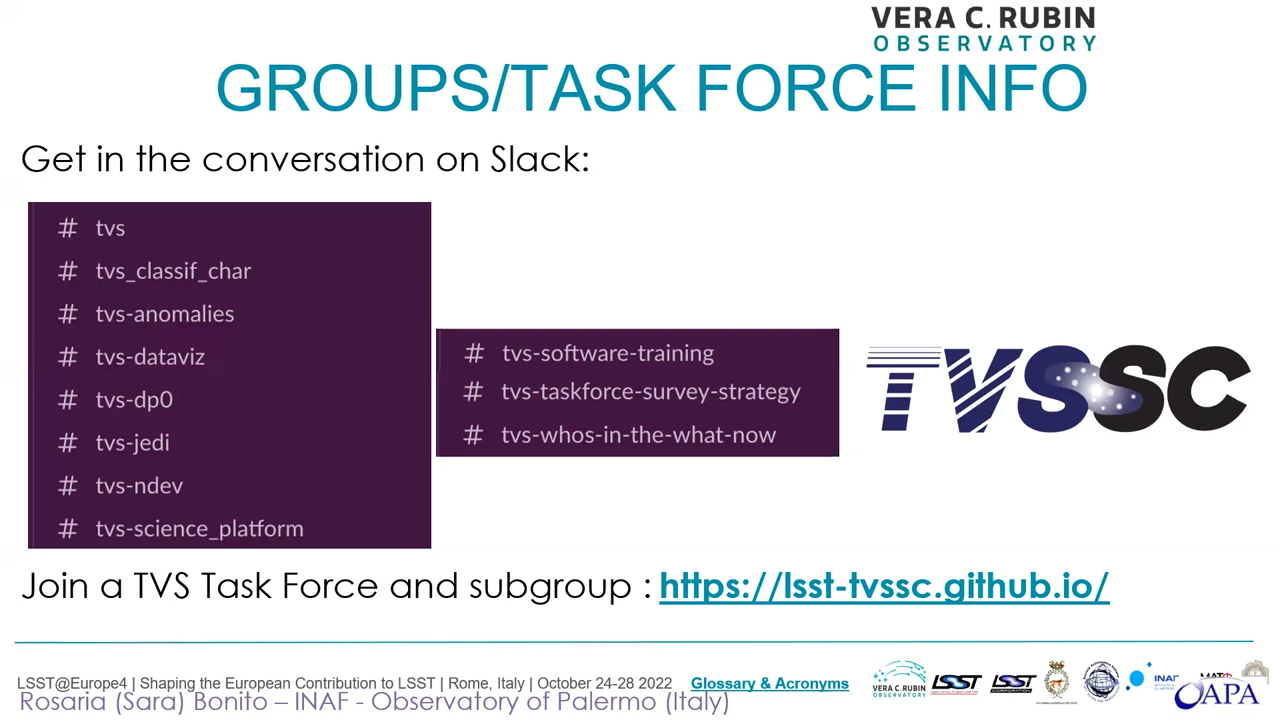 VERA C. RUBIN
OBSERVATORY
GROUPS/TASK FORCE INFO
Get in the conversation on Slack:
# tvs
# tvs_classif_char
# tvs-anomalies
# tvs-dataviz
# tvs-dp0
# tvs-jedi
# tvs-ndev
# tvs-science_platform
# tvs-software-training
# tvs-taskforce-survey-strategy
# tvs-whos-in-the-what-now
TVSSC
Join a TVS Task Force and subgroup : https://lsst-tvssc.github.io/
LSST@Europe4 | Shaping the European Contribution to LSST | Rome, Italy | October 24-28 2022 Glossary & Acronyms
Rosaria (Sara) Bonito – INAF - Observatory of Palermo (Italy)
VERA C. RUBIN
OBSERVATORY
LSST
LSST
CORPORATION
INAF
OAPA